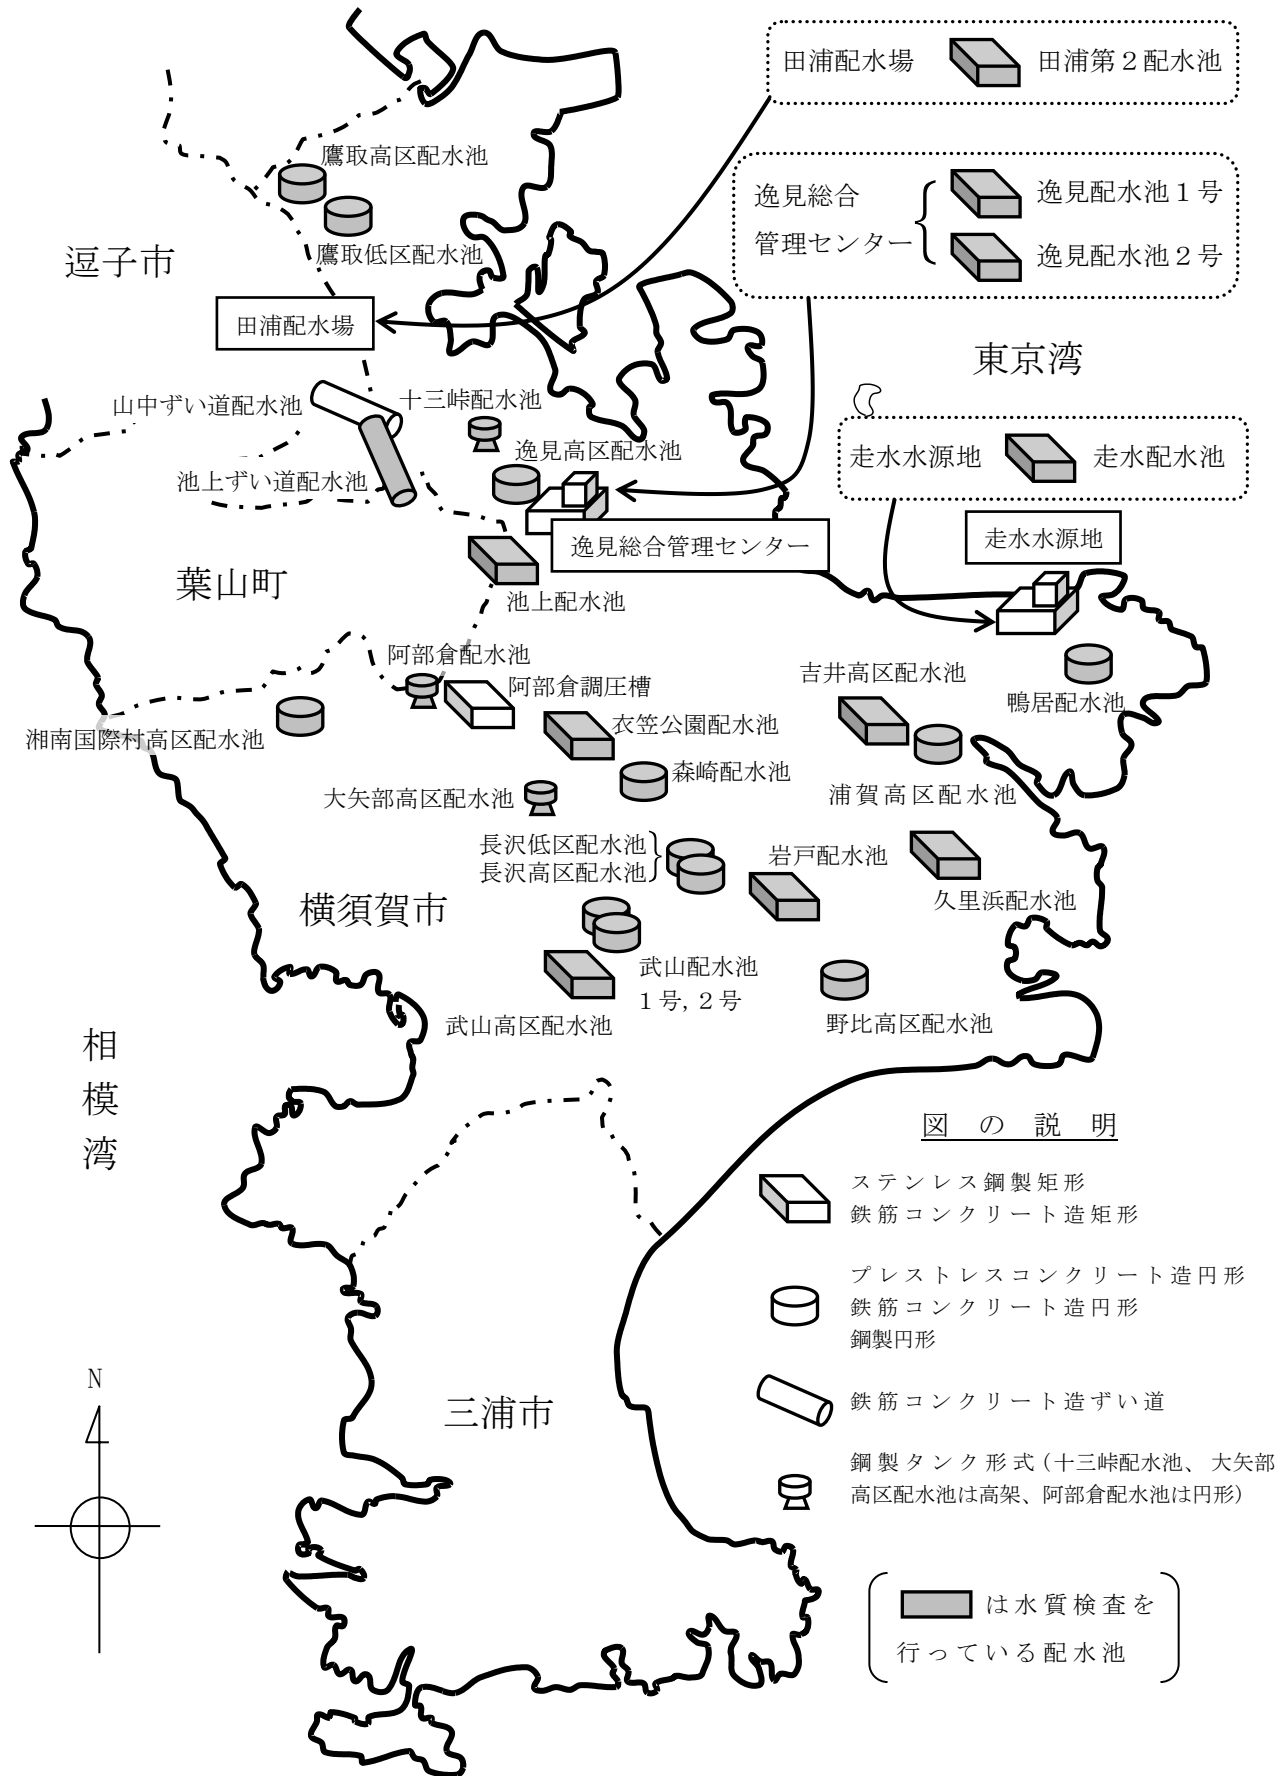 田浦配水場 田浦第２配水池
鷹取高区配水池
逸見総合
管理センター
逸見配水池１号
逸見配水池２号
鷹取低区配水池
逗子市
田浦配水場
東京湾
山中ずい道配水池
十三峠配水池
逸見高区配水池
走水水源地 走水配水池
池上ずい道配水池
走水水源地
逸見総合管理センター
葉山町
池上配水池
阿部倉配水池
阿部倉調圧槽
吉井高区配水池
鴨居配水池
湘南国際村高区配水池
衣笠公園配水池
森崎配水池
大矢部高区配水池
浦賀高区配水池
長沢低区配水池
長沢高区配水池
岩戸配水池
久里浜配水池
横須賀市
武山配水池
１号，２号
武山高区配水池
野比高区配水池
相
模
湾
図の説明
ステンレス鋼製矩形
鉄筋コンクリート造矩形
プレストレスコンクリート造円形
鉄筋コンクリート造円形
鋼製円形
N
三浦市
鉄筋コンクリート造ずい道
鋼製タンク形式（十三峠配水池、大矢部
高区配水池は高架、阿部倉配水池は円形）
は水質検査を
行っている配水池